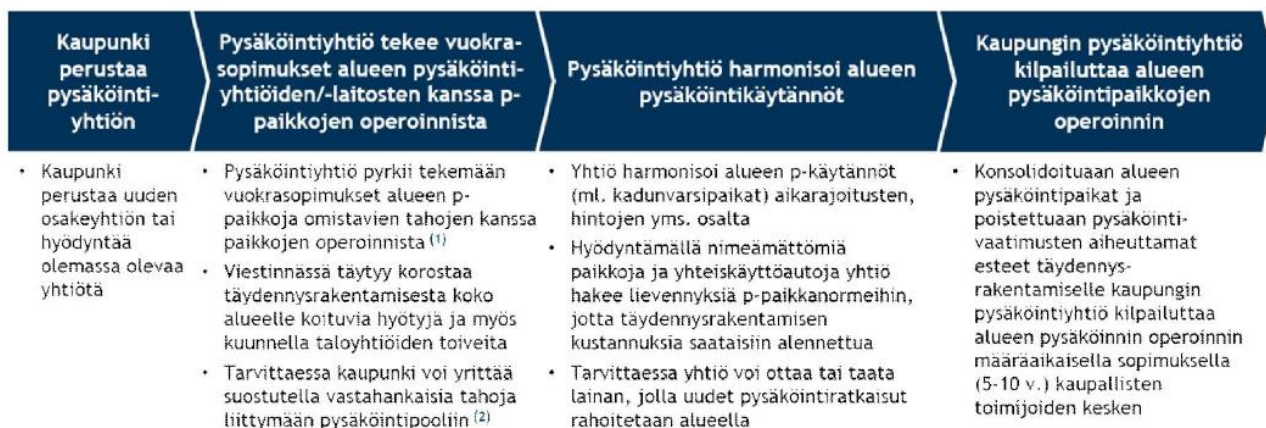 Kaupunki
perustaa
pysäköinti-
yhtiön
Pysäköintiyhtiö tekee vuokra-
sopimukset alueen pysäköinti-
yhtiöiden/-laitosten kanssa p-
paikkojen operoinnista
Pysäköintiyhtiö harmonisoi alueen
pysäköintikäytännöt
Kaupungin pysäköintiyhtiö
kilpailuttaa alueen
pysäköintipaikkojen
operoinnin
• Kaupunki
perustaa uuden
osakeyhtiön tai
hyödyntää
olemassa olevaa
yhtiötä
• Pysäköintiyhtiö pyrkii tekemään
vuokrasopimukset alueen p-
paikkoja omistavien tahojen kanssa
paikkojen operoinnista (1)
• Viestinnässä täytyy korostaa
täydennysrakentamisesta koko
alueelle koituvia hyötyjä ja myös
kuunnella taloyhtiöiden toiveita
• Tarvittaessa kaupunki voi yrittää
suostutella vastahankaisia tahoja
liittymään pysäköintipooliin (2)
• Yhtiö harmonisoi alueen p-käytännöt
(ml. kadunvarsipaikat) aikarajoitusten,
hintojen yms. osalta
• Hyödyntämällä nimeämättömiä
paikkoja ja yhteiskäyttöautoja yhtiö
hakee lievennyksiä p-paikkanormeihin,
jotta täydennysrakentamisen
kustannuksia saataisiin alennettua
• Tarvittaessa yhtiö voi ottaa tai taata
lainan, jolla uudet pysäköintiratkaisut
rahoitetaan alueella
• Konsolidoituaan alueen
pysäköintipaikat ja
poistettuaan pysäköinti-
vaatimusten aiheuttamat
esteet täydennys-
rakentamiselle kaupungin
pysäköintiyhtiö kilpailuttaa
alueen pysäköinnin operoinnin
määräaikaisella sopimuksella
(5-10 v.) kaupallisten
toimijoiden kesken